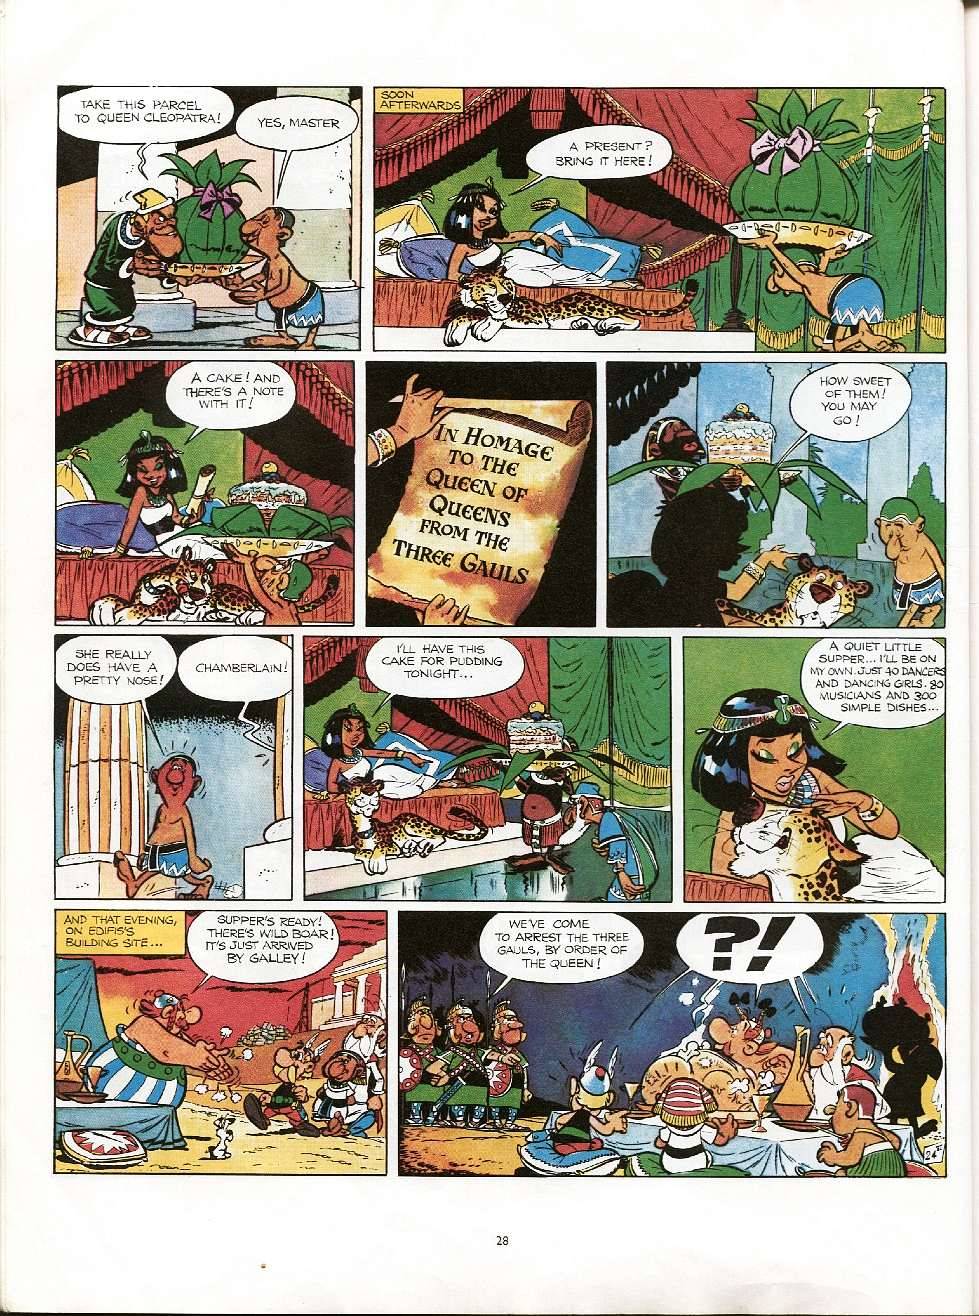 TAKE THIS PARCEL
TO QUEEN CLEOPATRA!
YES, MASTER
SOON
AFTERWARDS
A PRESENT?
BRING IT HERE!
A CAKE! AND
THERE'S A NOTE
WITH IT!
IN HOMAGE
TO THE
QUEEN OF
QUEENS
FROM THE
THREE GAULS
HOW SWEET
OF THEM!
YOU MAY
GO!
SHE REALLY
DOES HAVE A
PRETTY NOSE!
CHAMBERLAIN!
I'LL HAVE THIS
CAKE FOR PUDDING
TONIGHT...
A QUIET LITTLE
SUPPER... I'LL BE ON
MY OWN. JUST 40 DANCERS
AND DANCING GIRLS. 80
MUSICIANS AND 300
SIMPLE DISHES...
AND THAT EVENING,
ON EDIFIS'S
BUILDING SITE...
SUPPER'S READY!
THERE'S WILD BOAR!
IT'S JUST ARRIVED
BY GALLEY!
WE'VE COME
TO ARREST THE THREE
GAULS, BY ORDER OF
THE QUEEN!
?!
28